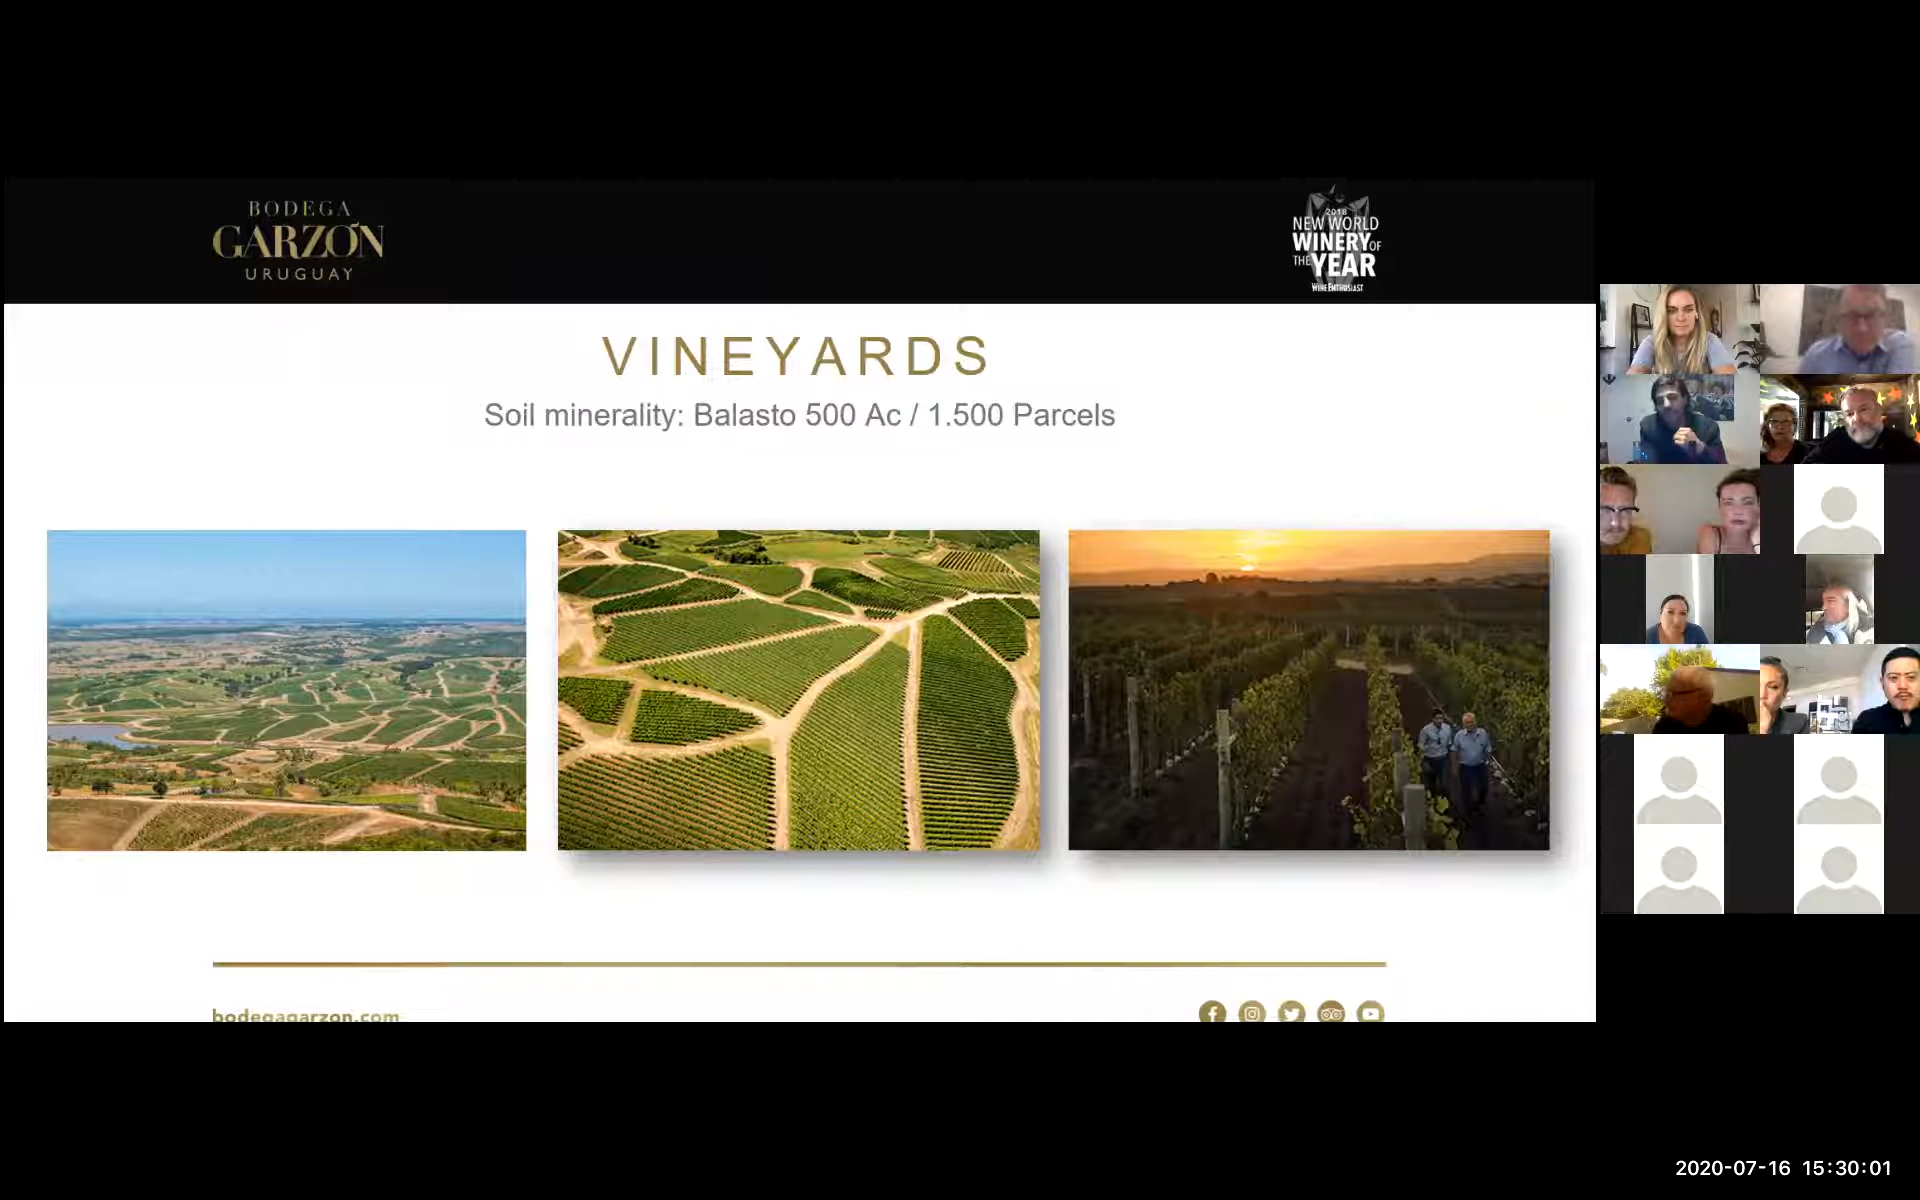 BODEGA
GARZÓN
URUGUAY
2018
NEW WORLD
WINERY OF
THE YEAR
WINE ENTHUSIAST
VINEYARDS
Soil minerality: Balasto 500 Ac / 1.500 Parcels
bodegagarzon.com
2020-07-16 15:30:01